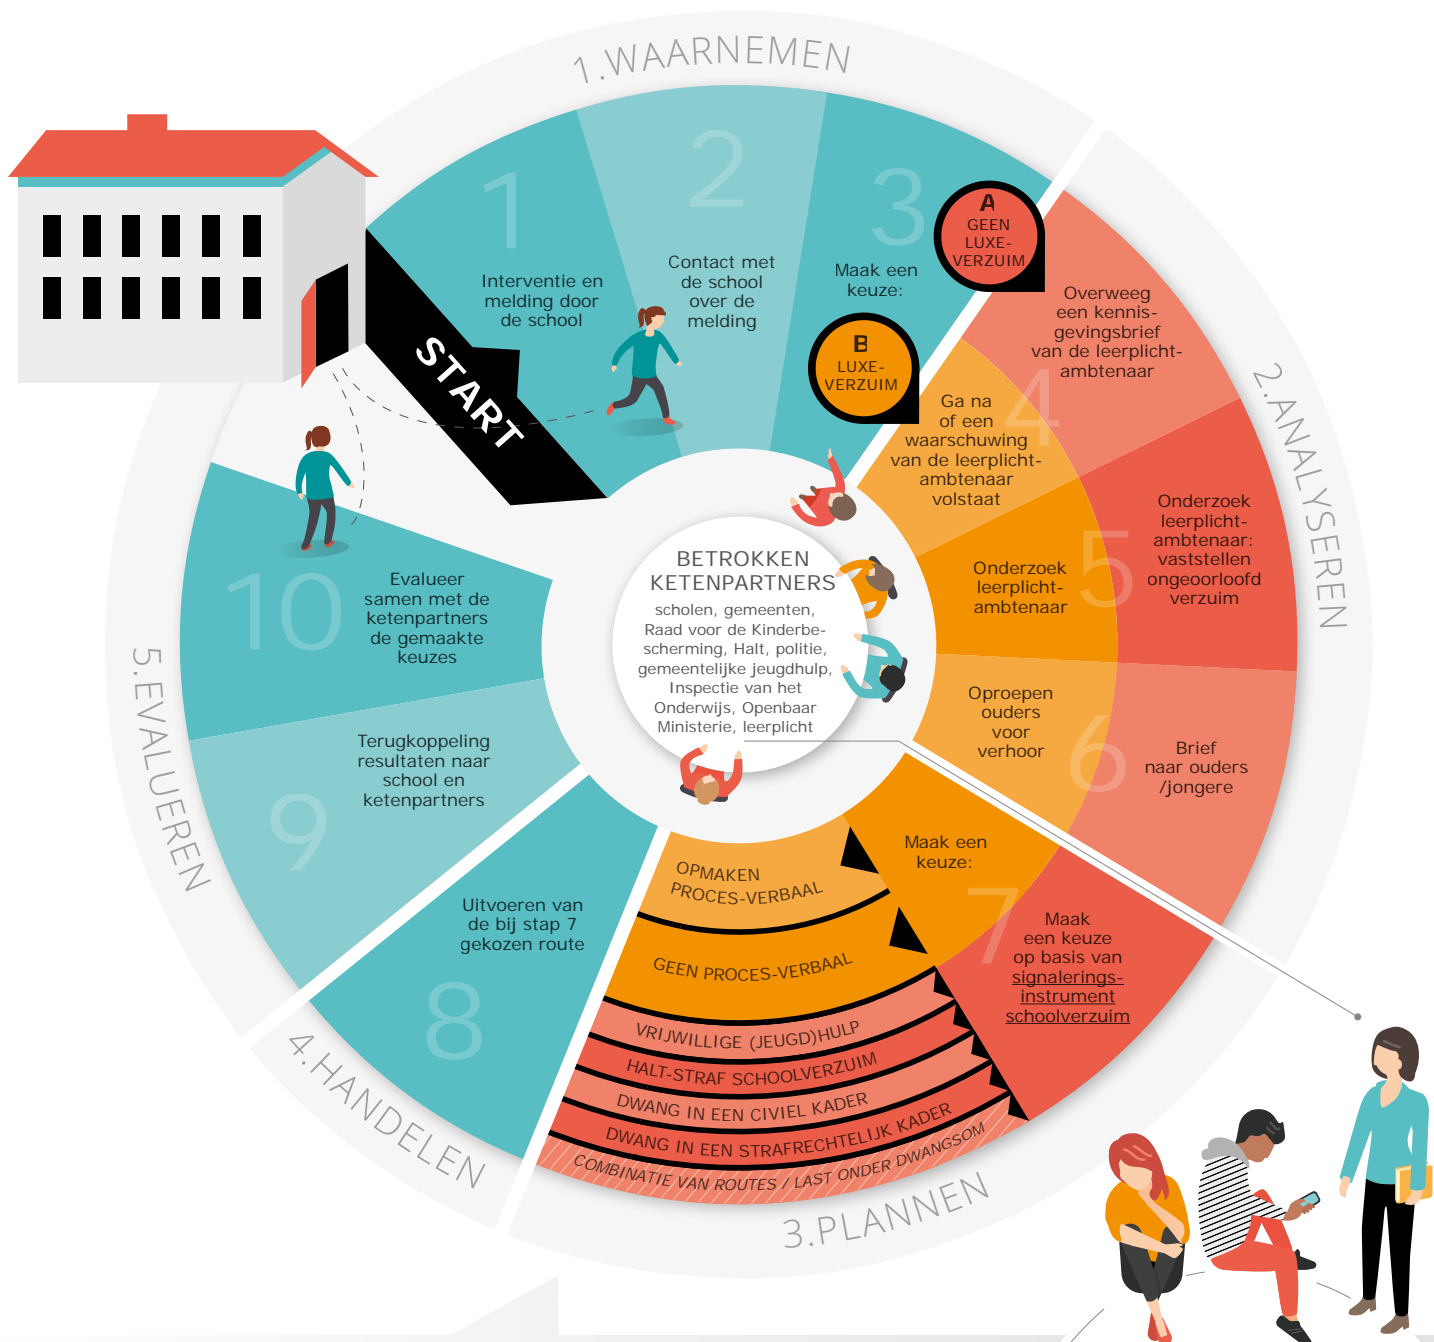 1.WAARNEMEN
START
1
Interventie en
melding door
de school
2
Contact met
de school
over de
melding
3
Maak een
keuze:
A
GEEN
LUXE-
VERZUIM
B
LUXE-
VERZUIM
2.ANALYSEREN
4
Overweeg
een kennis-
gevingsbrief
van de leerplicht-
ambtenaar
Ga na
of een
waarschuwing
van de leerplicht-
ambtenaar
volstaat
5
Onderzoek
leerplicht-
ambtenaar:
vaststellen
ongeoorloofd
verzuim
Onderzoek
leerplicht-
ambtenaar
6
Oproepen
ouders
voor
verhoor
Brief
naar ouders
/jongere
3.PLANNEN
7
Maak een
keuze:
Maak
een keuze
op basis van
signalerings-
instrument
schoolverzuim
OPMAKEN
PROCES-VERBAAL
GEEN PROCES-VERBAAL
VRIJWILLIGE (JEUGD)HULP
HALT-STRAF SCHOOLVERZUIM
DWANG IN EEN CIVIEL KADER
DWANG IN EEN STRAFRECHTELIJK KADER
COMBINATIE VAN ROUTES / LAST ONDER DWANGSOM
4.HANDELEN
8
Uitvoeren van
de bij stap 7
gekozen route
5.EVALUEREN
9
Terugkoppeling
resultaten naar
school en
ketenpartners
10
Evalueer
samen met de
ketenpartners
de gemaakte
keuzes
BETROKKEN
KETENPARTNERS
scholen, gemeenten,
Raad voor de Kinderbe-
scherming, Halt, politie,
gemeentelijke jeugdhulp,
Inspectie van het
Onderwijs, Openbaar
Ministerie, leerplicht